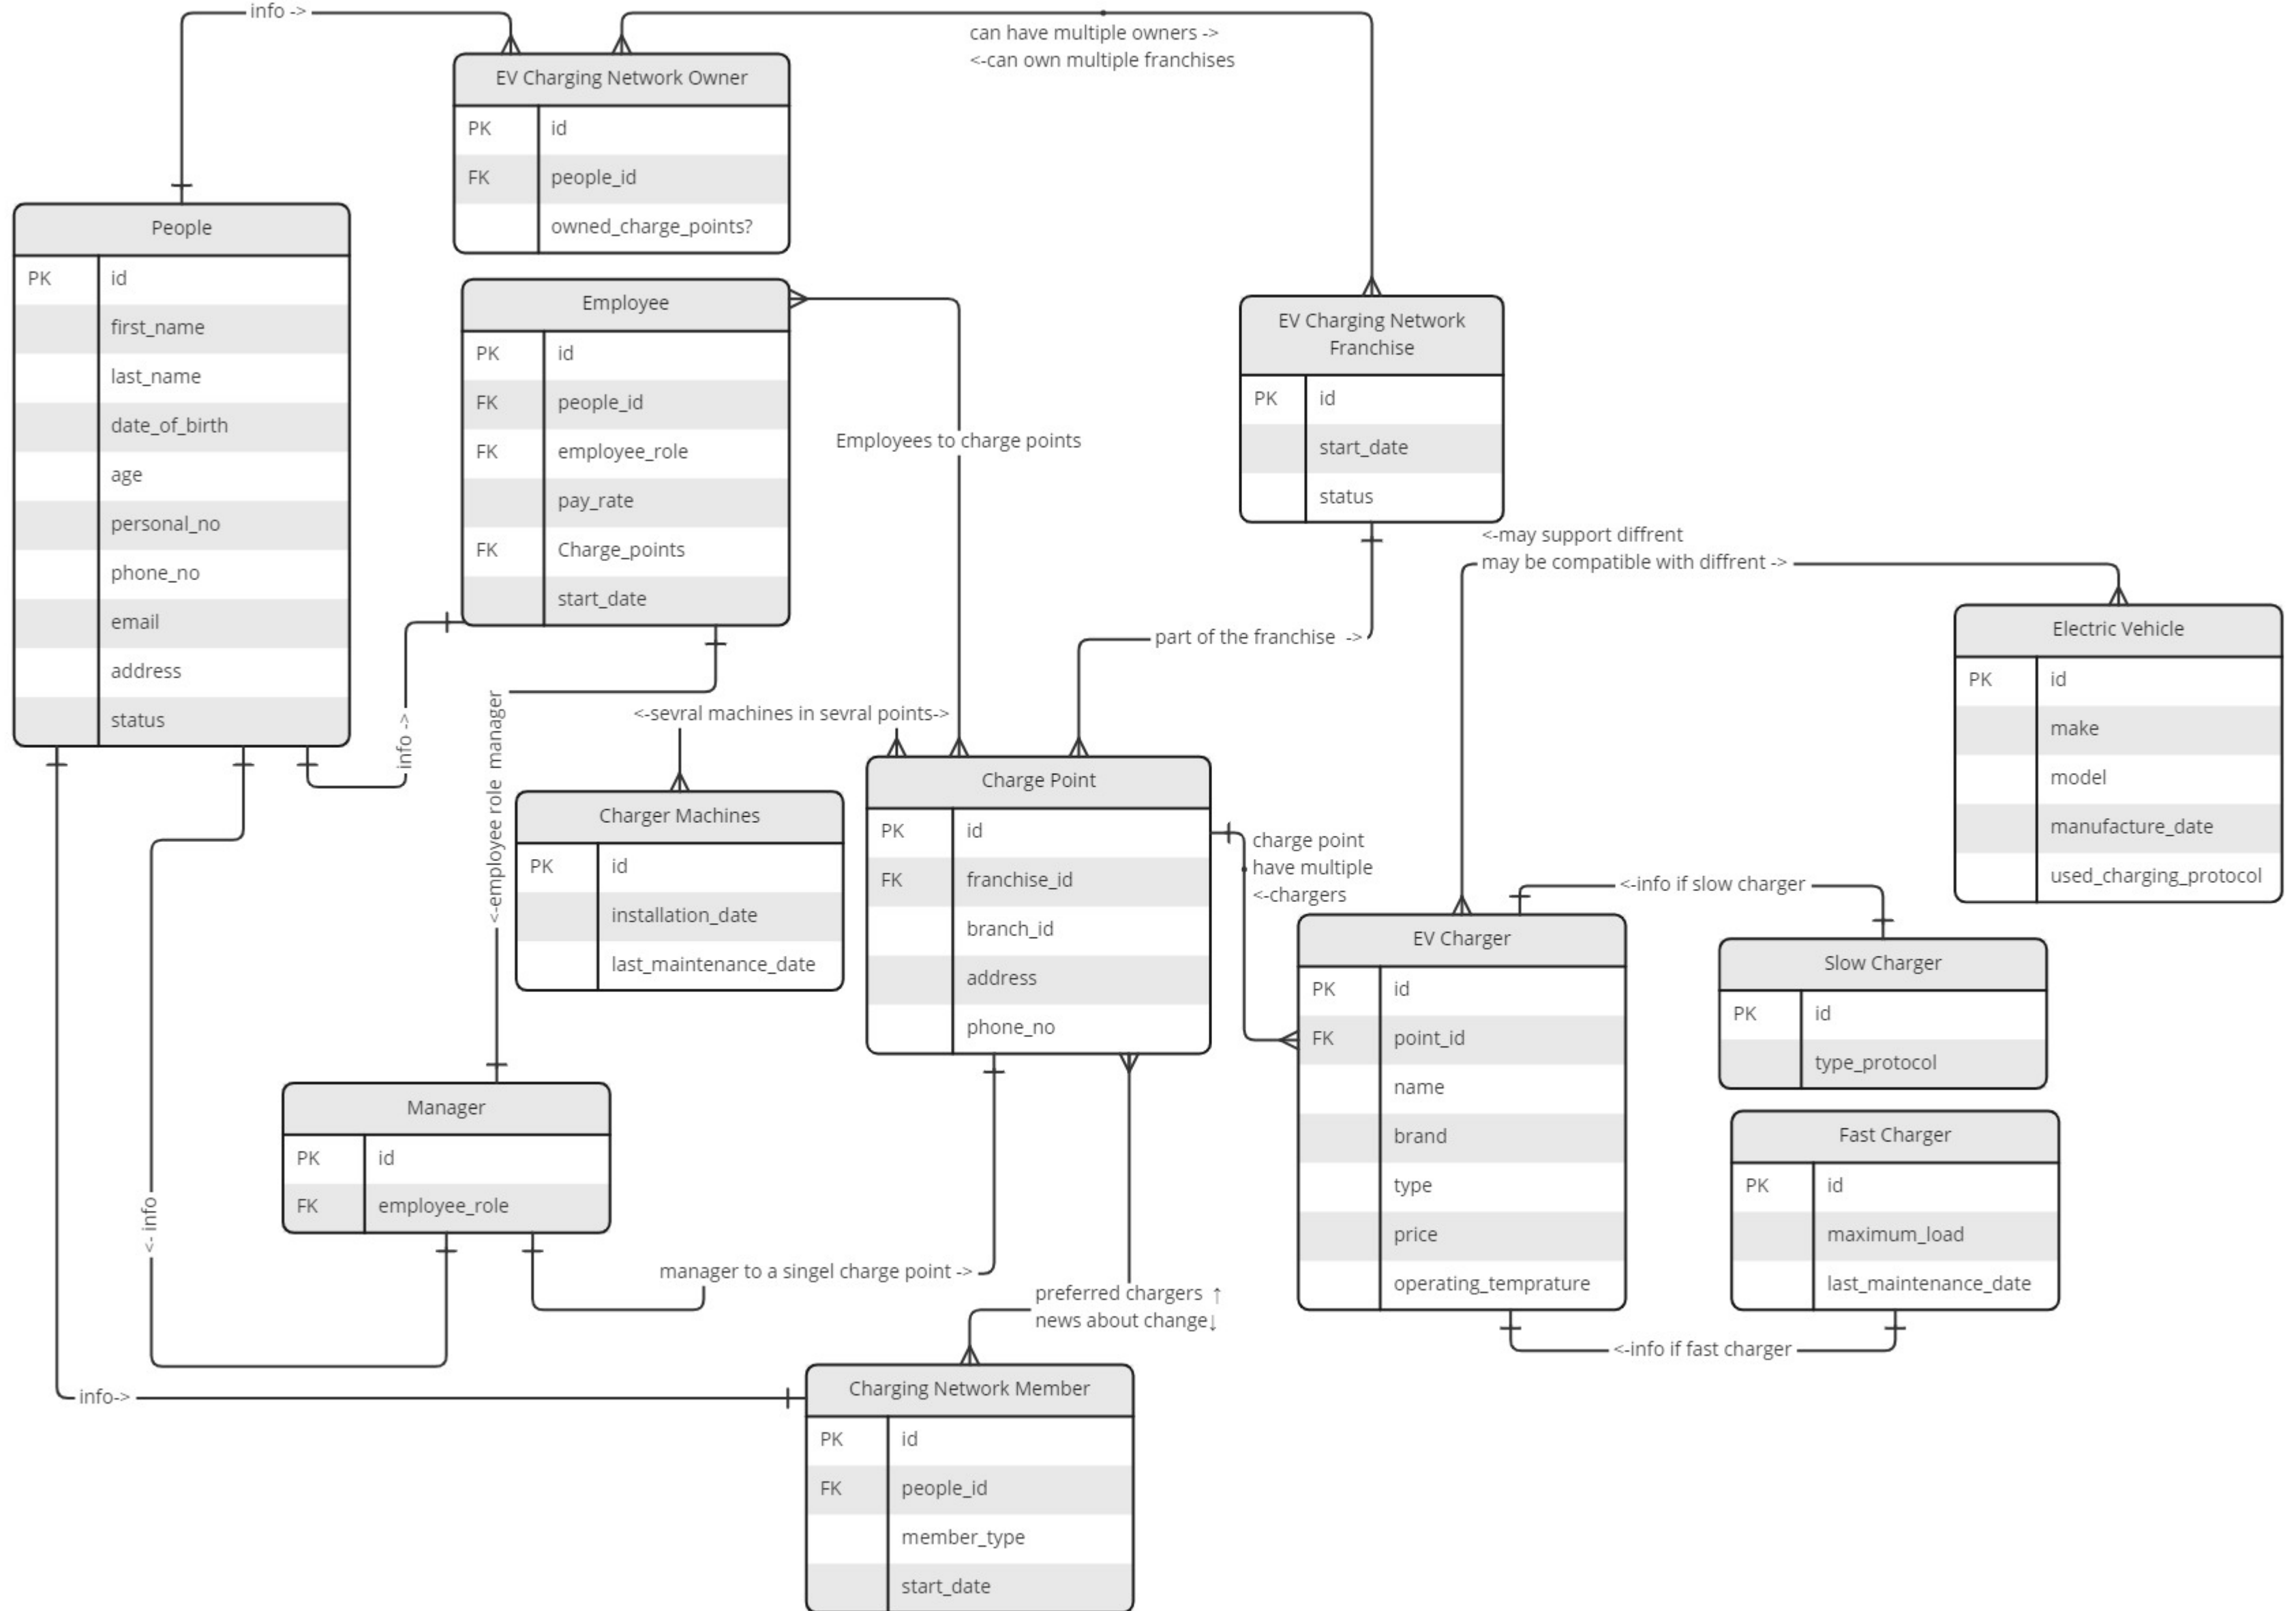 info ->
can have multiple owners ->
<-can own multiple franchises
EV Charging Network Owner
PK id
FK people_id
owned_charge_points?
People
PK id
first_name
last_name
date_of_birth
age
personal_no
phone_no
email
address
status
Employee
PK id
FK people_id
FK employee_role
pay_rate
FK Charge_points
start_date
Employees to charge points
EV Charging Network
Franchise
PK id
start_date
status
<-may support diffrent
may be compatible with diffrent ->
part of the franchise ->
Electric Vehicle
PK id
make
model
manufacture_date
used_charging_protocol
info ->
<-employee role manager
<-sevral machines in sevral points->
Charger Machines
PK id
installation_date
last_maintenance_date
Charge Point
PK id
FK franchise_id
branch_id
address
phone_no
charge point
have multiple
<-chargers
<-info if slow charger
EV Charger
PK id
FK point_id
name
brand
type
price
operating_temprature
Slow Charger
PK id
type_protocol
Fast Charger
PK id
maximum_load
last_maintenance_date
<-info if fast charger
Manager
PK id
FK employee_role
<- info
manager to a singel charge point ->
preferred chargers ↑
news about change↓
info->
Charging Network Member
PK id
FK people_id
member_type
start_date